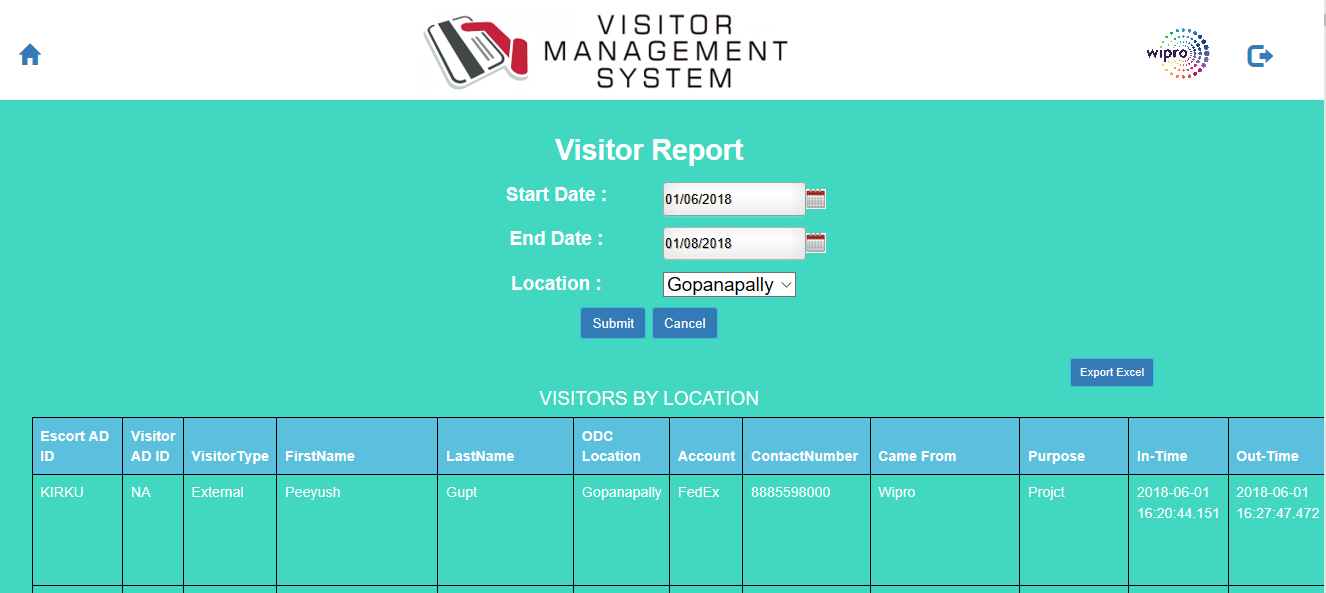 VISITOR
MANAGEMENT
SYSTEM
wipro
Visitor Report
Start Date :
01/06/2018
End Date :
01/08/2018
Location :
Gopanapally
Submit
Cancel
Export Excel
VISITORS BY LOCATION
Escort AD
ID
Visitor
AD ID
VisitorType
FirstName
LastName
ODC
Location
Account
ContactNumber
Came From
Purpose
In-Time
Out-Time
KIRKU
NA
External
Peeyush
Gupt
Gopanapally
FedEx
8885598000
Wipro
Projct
2018-06-01
16:20:44.151
2018-06-01
16:27:47.472